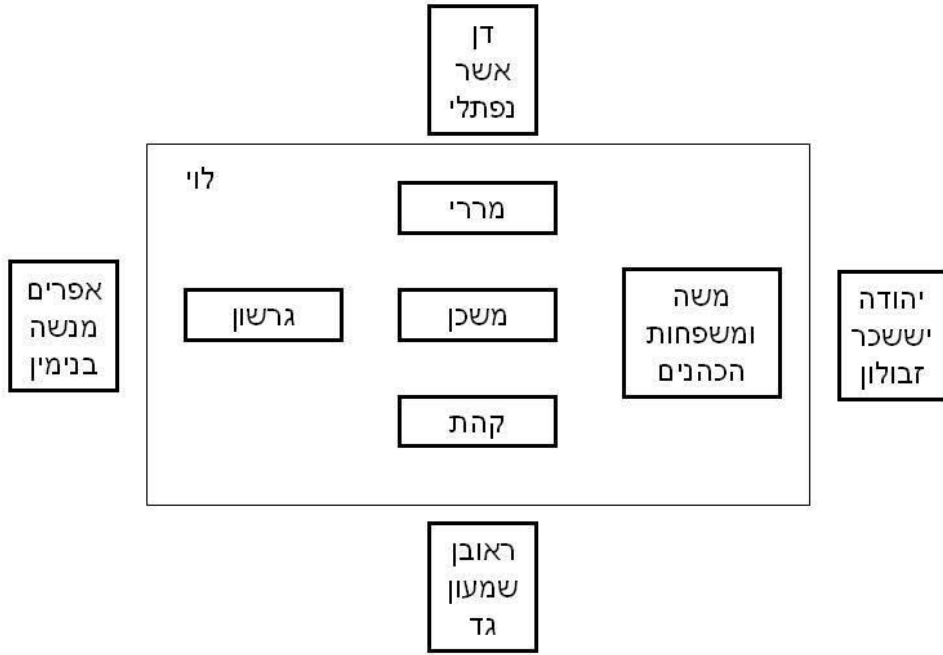 דן
אשר
נפתלי
לוי
מררי
יהודה
יששכר
זבולון
משה
ומשפחות
הכהנים
משכן
גרשון
אפרים
מנשה
בנימין
קהת
ראובן
שמעון
גד